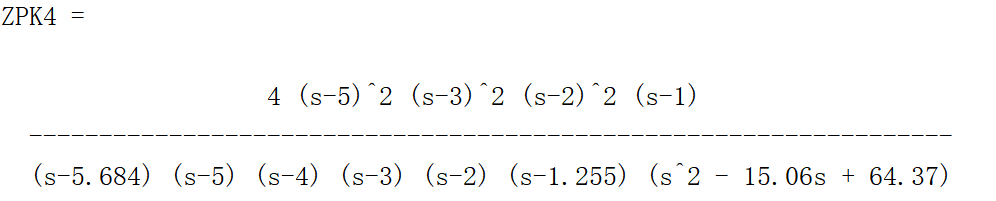 ZPK4 =
4 (s-5)^2 (s-3)^2 (s-2)^2 (s-1)
------------------------------------------------------------------
(s-5.684) (s-5) (s-4) (s-3) (s-2) (s-1.255) (s^2 - 15.06s + 64.37)